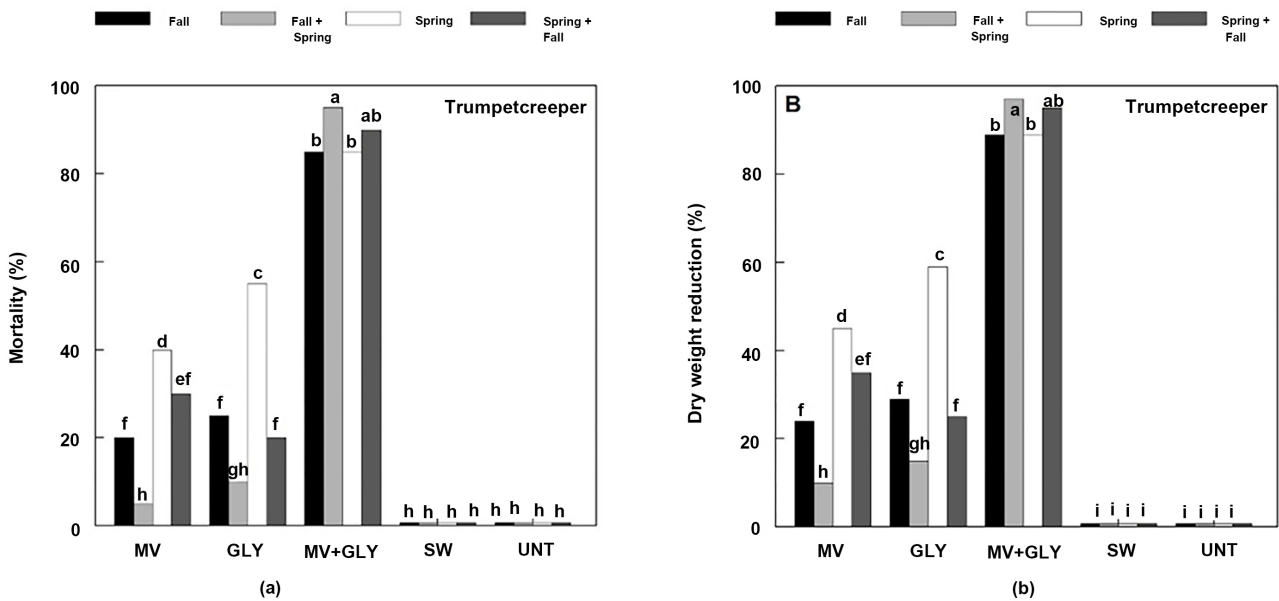 Fall
Fall +
Spring
Spring
Spring +
Fall
100
80
60
40
20
0
Mortality (%)
Trumpetcreeper
f
h
d
ef
f
gh
c
f
b
a
b
ab
h h h h h h h h
MV GLY MV+GLY SW UNT
(a)
Fall
Fall +
Spring
Spring
Spring +
Fall
100
80
60
40
20
0
Dry weight reduction (%)
B
Trumpetcreeper
f
h
d
ef
f
gh
c
f
b
a
b
ab
i i i i i i i i
MV GLY MV+GLY SW UNT
(b)